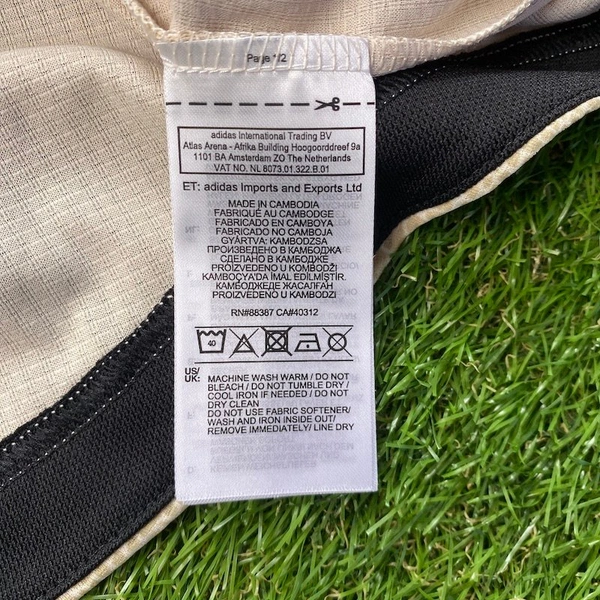 adidas International Trading BV
Atlas Arena - Afrika Building Hoogoorddreef 9a
1101 BA Amsterdam ZO The Netherlands
VAT NO. NL 8073.01.322.B.01
ET: adidas Imports and Exports Ltd
MADE IN CAMBODIA
FABRIQUÉ AU CAMBODGE
FABRICADO EN CAMBOYA
FABRICADO NO CAMBOJA
GYÁRTVA: KAMBODZSA
ПРОИЗВЕДЕНО В КАМБОДЖА
СДЕЛАНО В КАМБОДЖЕ
PROIZVEDENO U KOMBODŽI
KAMBOÇYA'DA İMAL EDİLMİŞTİR.
КАМБОДЖЕДЕ ЖАСАЛҒАН
PROIZVEDENO U KAMBODZI
RN#88387 CA#40312
40
US/ UK: MACHINE WASH WARM / DO NOT
BLEACH / DO NOT TUMBLE DRY /
COOL IRON IF NEEDED / DO NOT
DRY CLEAN
DO NOT USE FABRIC SOFTENER/
WASH AND IRON INSIDE OUT/
REMOVE IMMEDIATELY/ LINE DRY